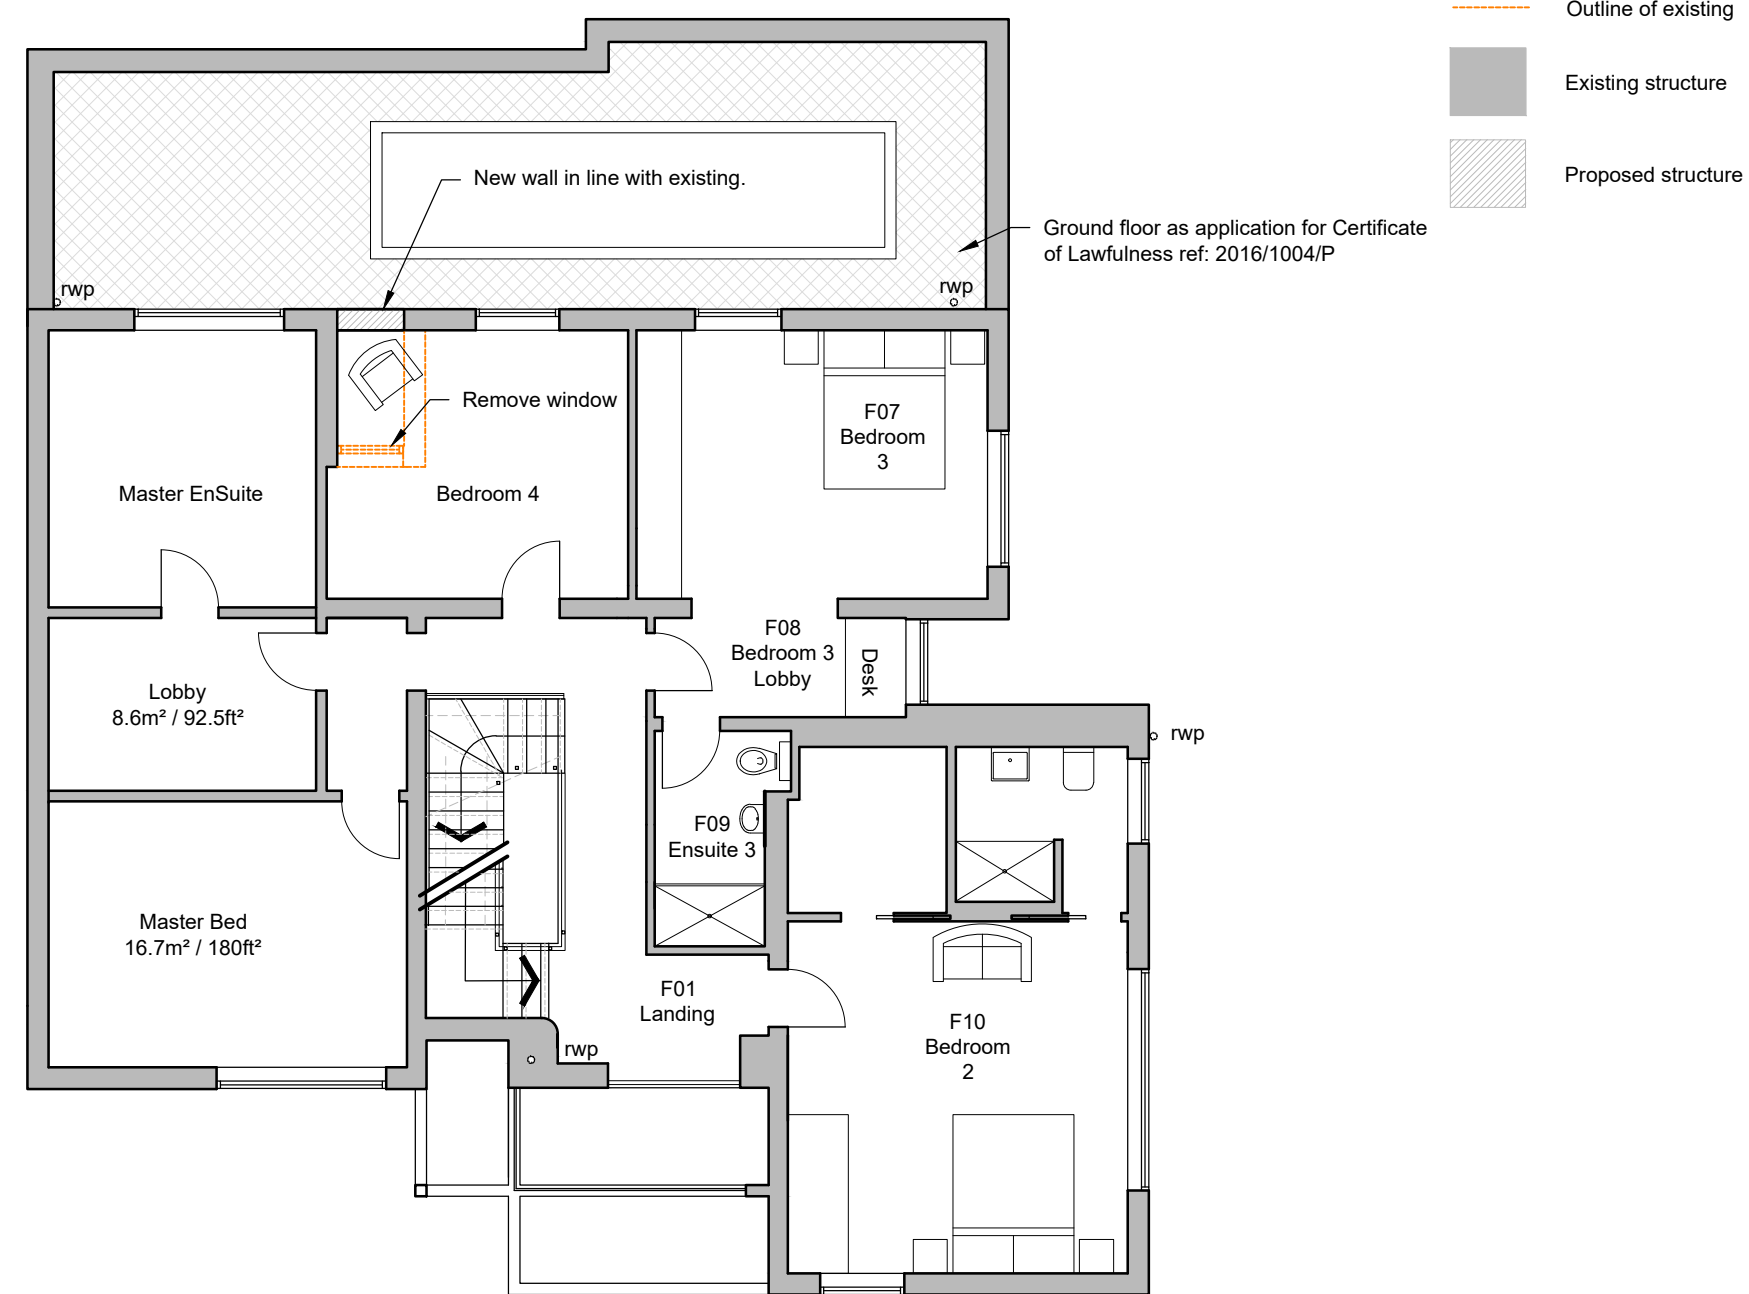 Outline of existing
Existing structure
Proposed structure
New wall in line with existing.
Ground floor as application for Certificate
of Lawfulness ref: 2016/1004/P
rwp
rwp
Remove window
F07
Bedroom
3
Master EnSuite
Bedroom 4
F08
Bedroom 3
Lobby
Desk
Lobby
8.6m² / 92.5ft²
rwp
F09
Ensuite 3
Master Bed
16.7m² / 180ft²
F01
Landing
F10
Bedroom
2
rwp